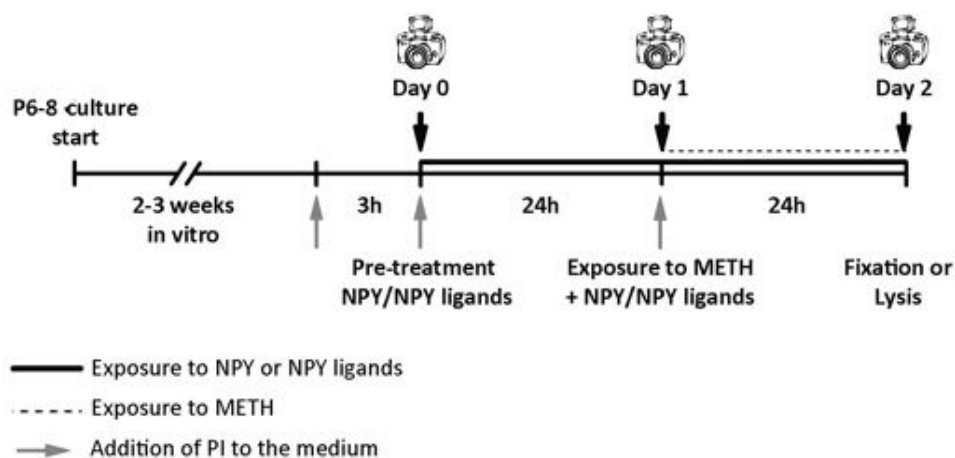 Day 0
Day 1
Day 2
P6-8 culture
start
2-3 weeks
in vitro
3h
24h
24h
Pre-treatment
NPY/NPY ligands
Exposure to METH
+ NPY/NPY ligands
Fixation or
Lysis
Exposure to NPY or NPY ligands
Exposure to METH
Addition of PI to the medium